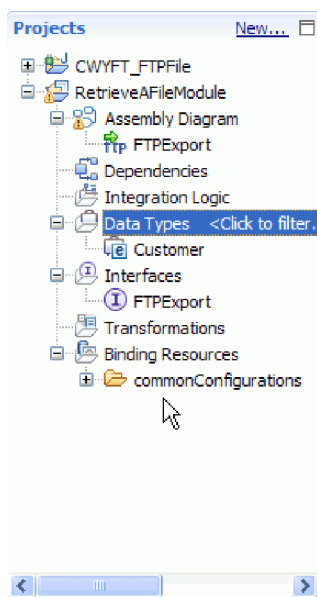 Projects New...
CWYFT_FTPFile
RetrieveAFileModule
Assembly Diagram
FTP FTPExport
Dependencies
Integration Logic
Data Types <Click to filter.
e Customer
Interfaces
I FTPExport
Transformations
Binding Resources
commonConfigurations